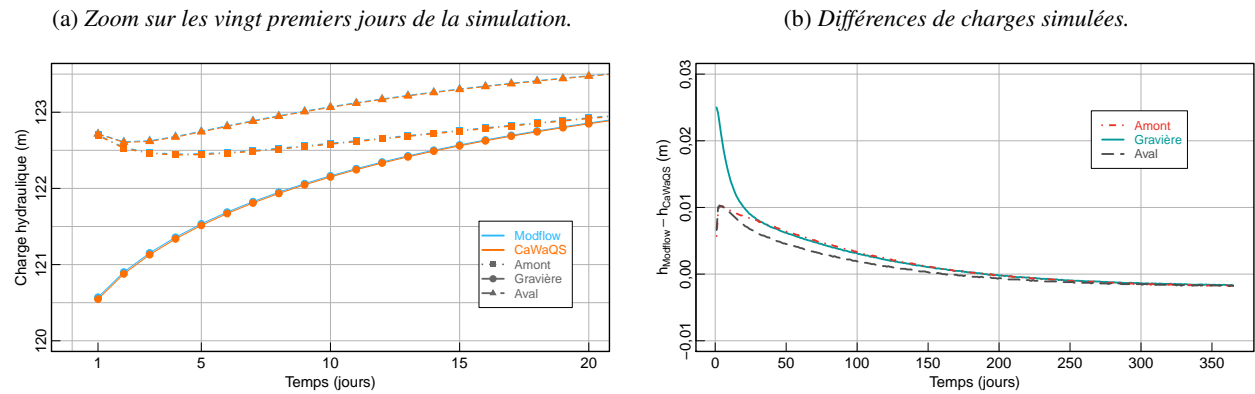 (a) Zoom sur les vingt premiers jours de la simulation.
123
122
121
120
Charge hydraulique (m)
Modflow
CaWaQS
Amont
Gravière
Aval
1
5
10
15
20
Temps (jours)
(b) Différences de charges simulées.
0,03
0,02
0,01
0,00
−0,01
hModflow − hCaWaQS (m)
Amont
Gravière
Aval
0
50
100
150
200
250
300
350
Temps (jours)